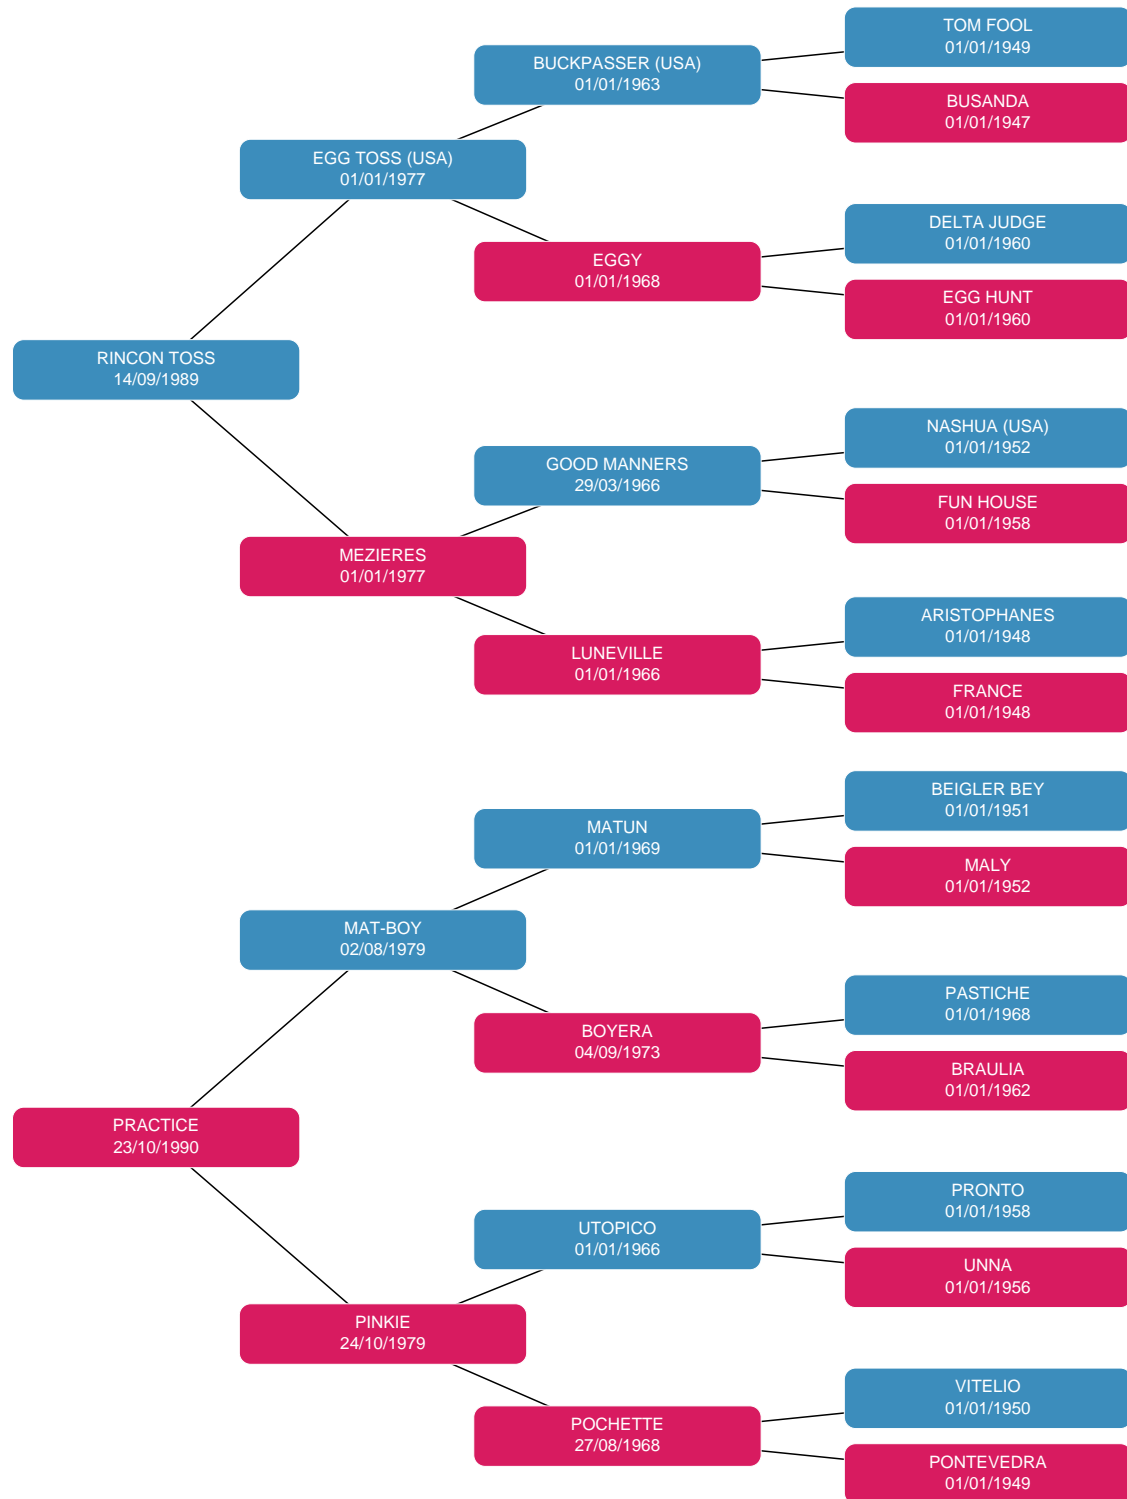 TOM FOOL
01/01/1949
BUCKPASSER (USA)
01/01/1963
BUSANDA
01/01/1947
EGG TOSS (USA)
01/01/1977
DELTA JUDGE
01/01/1960
EGGY
01/01/1968
EGG HUNT
01/01/1960
RINCON TOSS
14/09/1989
NASHUA (USA)
01/01/1952
GOOD MANNERS
29/03/1966
FUN HOUSE
01/01/1958
MEZIERES
01/01/1977
ARISTOPHANES
01/01/1948
LUNEVILLE
01/01/1966
FRANCE
01/01/1948
BEIGLER BEY
01/01/1951
MATUN
01/01/1969
MALY
01/01/1952
MAT-BOY
02/08/1979
PASTICHE
01/01/1968
BOYERA
04/09/1973
BRAULIA
01/01/1962
PRACTICE
23/10/1990
PRONTO
01/01/1958
UTOPICO
01/01/1966
UNNA
01/01/1956
PINKIE
24/10/1979
VITELIO
01/01/1950
POCHETTE
27/08/1968
PONTEVEDRA
01/01/1949